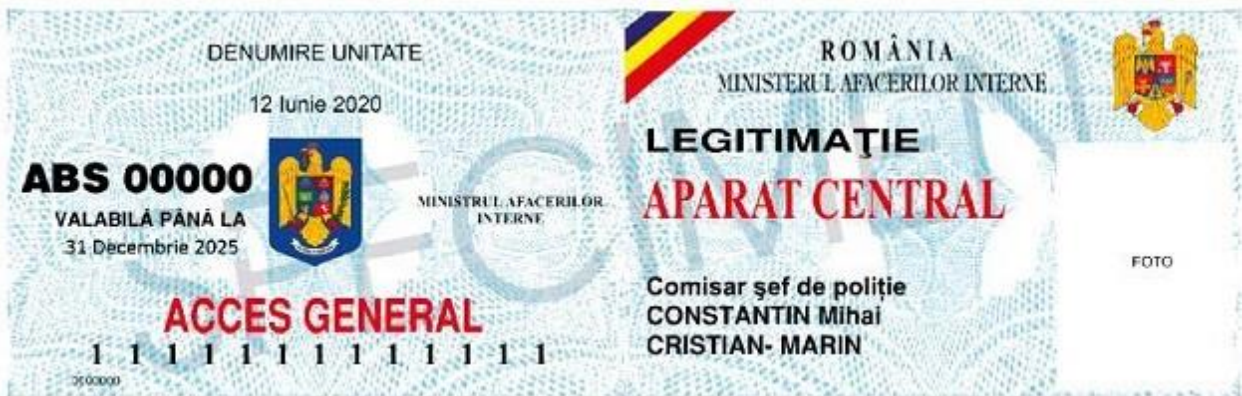 DENUMIRE UNITATE
12 Iunie 2020
ABS 00000
VALABILĂ PÂNĂ LA
31 Decembrie 2025
MINISTRUL AFACERILOR
INTERNE
ACCES GENERAL
1 1 1 1 1 1 1 1 1 1 1 1 1
ROMÂNIA
MINISTERUL AFACERILOR INTERNE
LEGITIMAŢIE
APARAT CENTRAL
Comisar şef de poliţie
CONSTANTIN Mihai
CRISTIAN- MARIN
FOTO
SPECIMEN